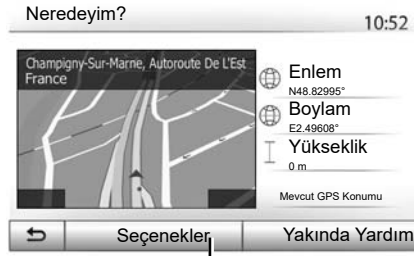 Neredeyim?
10:52
Champigny-Sur-Marne, Autoroute De L'Est
France
Enlem
N48.82995°
Boylam
E2.49608°
Yükseklik
0 m
Mevcut GPS Konumu
Seçenekler
Yakında Yardım